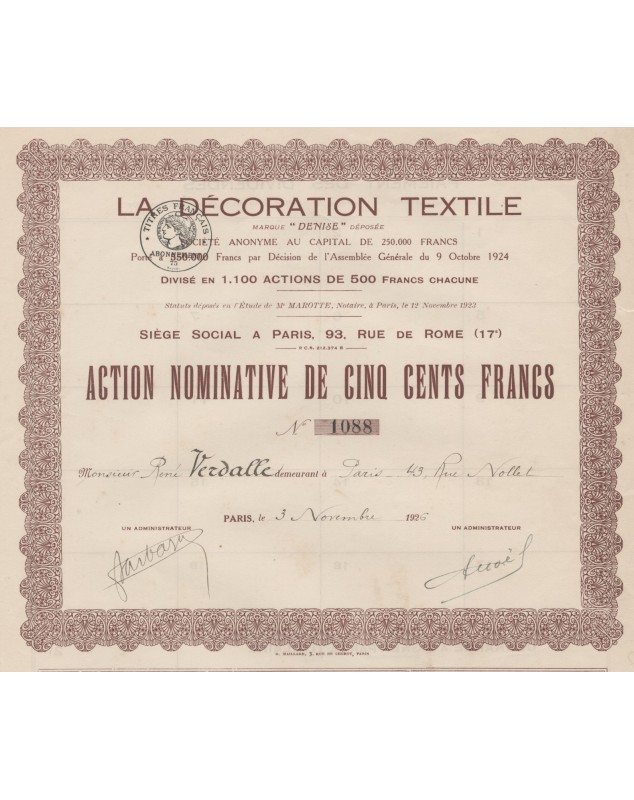 LA DÉCORATION TEXTILE
MARQUE "DENISE" DÉPOSÉE
SOCIÉTÉ ANONYME AU CAPITAL DE 250.000 FRANCS
Porté à 550.000 Francs par Décision de l'Assemblée Générale du 9 Octobre 1924
TITRES FRANÇAIS
ABONNEMENT
DIVISÉ EN 1.100 ACTIONS DE 500 FRANCS CHACUNE
Statuts déposés en l'Étude de Me MAROTTE, Notaire, à Paris, le 12 Novembre 1923
SIÈGE SOCIAL A PARIS, 93, RUE DE ROME (17e)
ACTION NOMINATIVE DE CINQ CENTS FRANCS
No 1088
Monsieur René Verdalle demeurant à Paris - 43, Rue Nollet
PARIS, le 3 Novembre 1926
UN ADMINISTRATEUR UN ADMINISTRATEUR